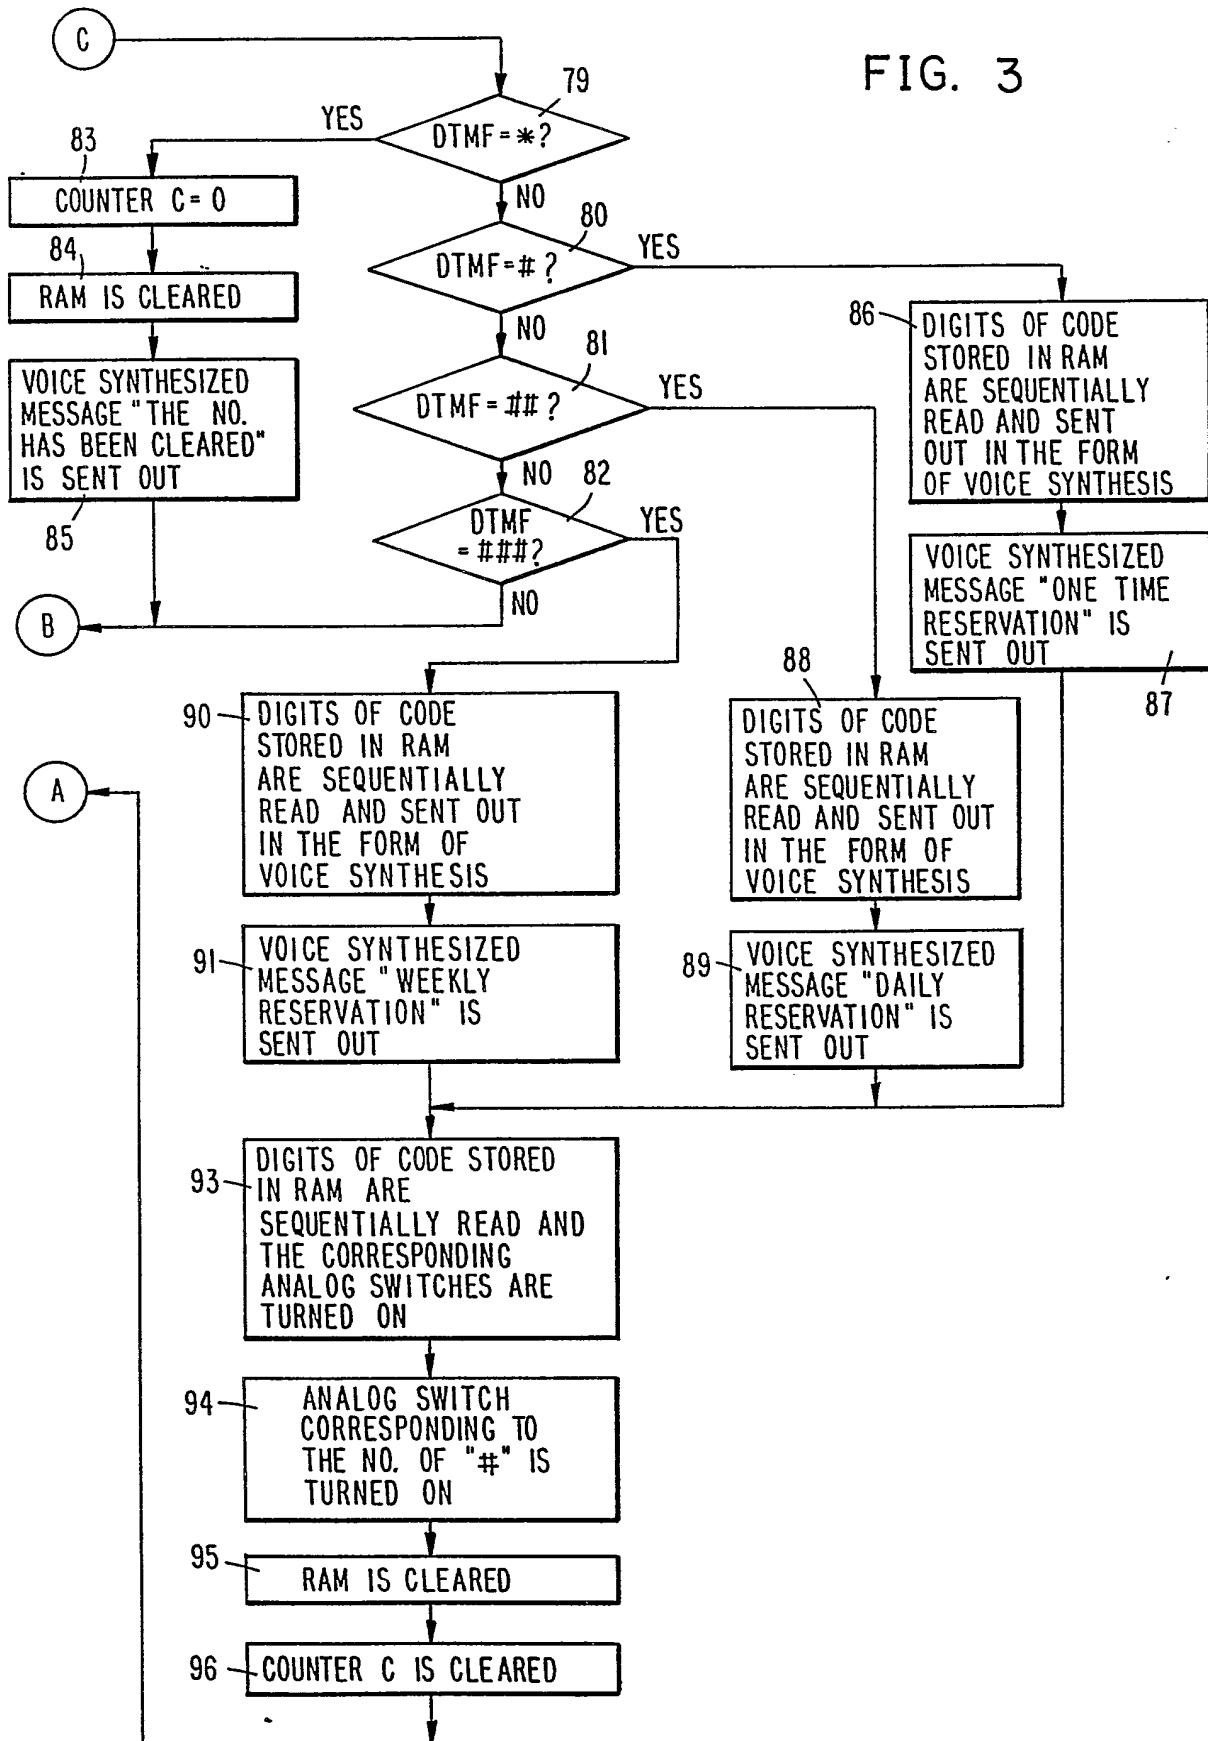 C
FIG. 3
79
YES
DTMF=*?
83
NO
COUNTER C=0
80
YES
84
DTMF=#?
RAM IS CLEARED
NO
86
DIGITS OF CODE
STORED IN RAM
ARE SEQUENTIALLY
READ AND SENT
OUT IN THE FORM
OF VOICE SYNTHESIS
81
YES
VOICE SYNTHESIZED
MESSAGE "THE NO.
HAS BEEN CLEARED"
IS SENT OUT
DTMF=##?
NO
82
85
DTMF
=###?
YES
VOICE SYNTHESIZED
MESSAGE "ONE TIME
RESERVATION" IS
SENT OUT
NO
B
87
88
90
DIGITS OF CODE
STORED IN RAM
ARE SEQUENTIALLY
READ AND SENT OUT
IN THE FORM OF
VOICE SYNTHESIS
DIGITS OF CODE
STORED IN RAM
ARE SEQUENTIALLY
READ AND SENT OUT
IN THE FORM OF
VOICE SYNTHESIS
A
91
VOICE SYNTHESIZED
MESSAGE "WEEKLY
RESERVATION" IS
SENT OUT
89
VOICE SYNTHESIZED
MESSAGE "DAILY
RESERVATION" IS
SENT OUT
93
DIGITS OF CODE STORED
IN RAM ARE
SEQUENTIALLY READ AND
THE CORRESPONDING
ANALOG SWITCHES ARE
TURNED ON
94
ANALOG SWITCH
CORRESPONDING TO
THE NO. OF "#" IS
TURNED ON
95
RAM IS CLEARED
96
COUNTER C IS CLEARED